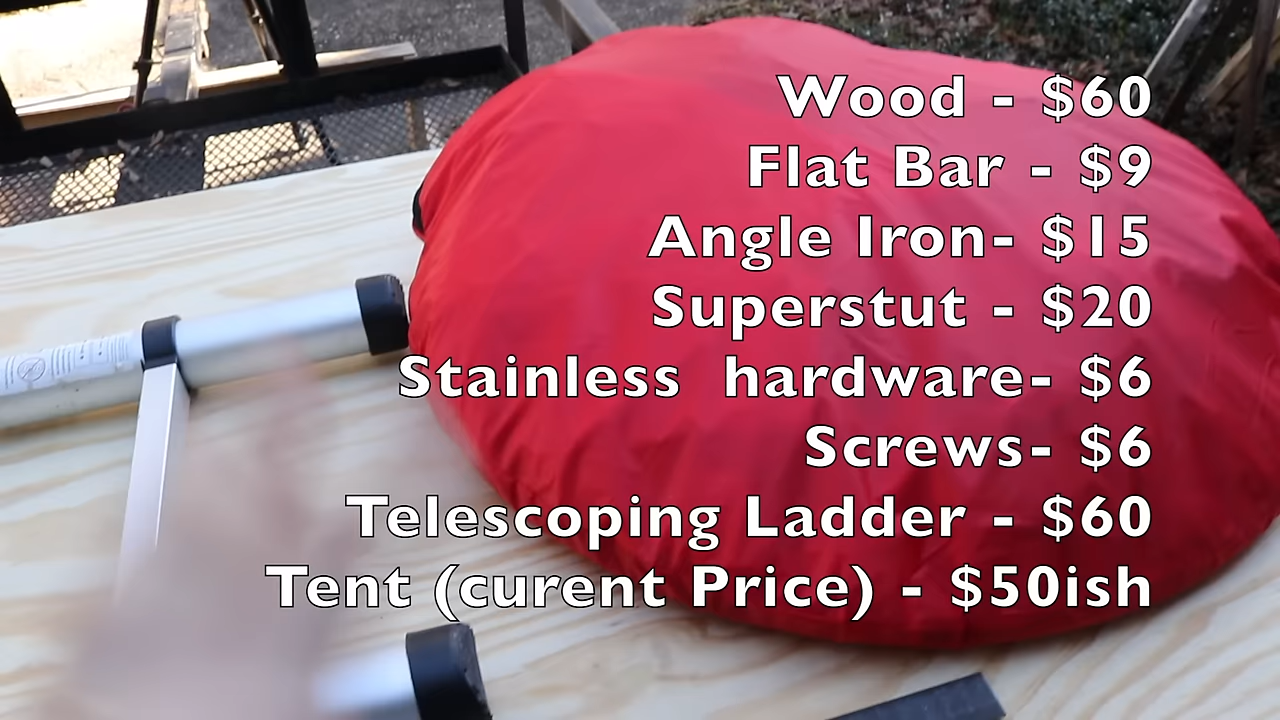 Wood - $60
Flat Bar - $9
Angle Iron- $15
Superstut - $20
Stainless hardware- $6
Screws- $6
Telescoping Ladder - $60
Tent (curent Price) - $50ish